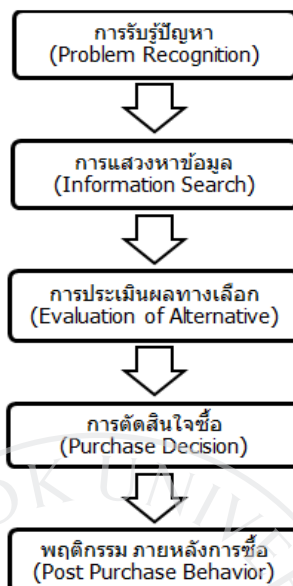 การรับรู้ปัญหา
(Problem Recognition)
การแสวงหาข้อมูล
(Information Search)
การประเมินผลทางเลือก
(Evaluation of Alternative)
การตัดสินใจซื้อ
(Purchase Decision)
พฤติกรรม ภายหลังการซื้อ
(Post Purchase Behavior)